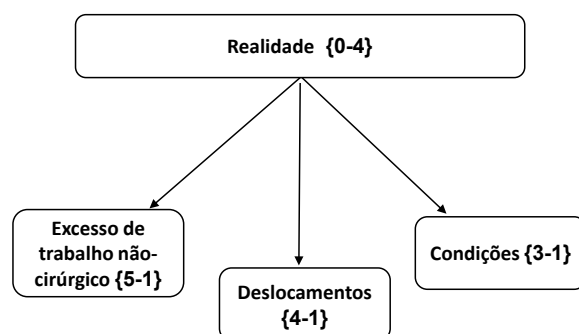 Realidade {0-4}
Excesso de
trabalho não-
cirúrgico {5-1}
Deslocamentos
{4-1}
Condições {3-1}